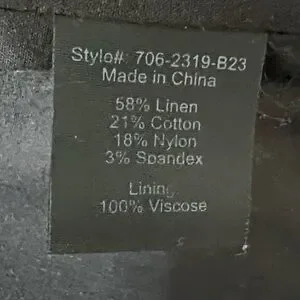 Style#: 706-2319-B23
Made in China
58% Linen
21% Cotton
18% Nylon
3% Spandex
Lining:
100% Viscose